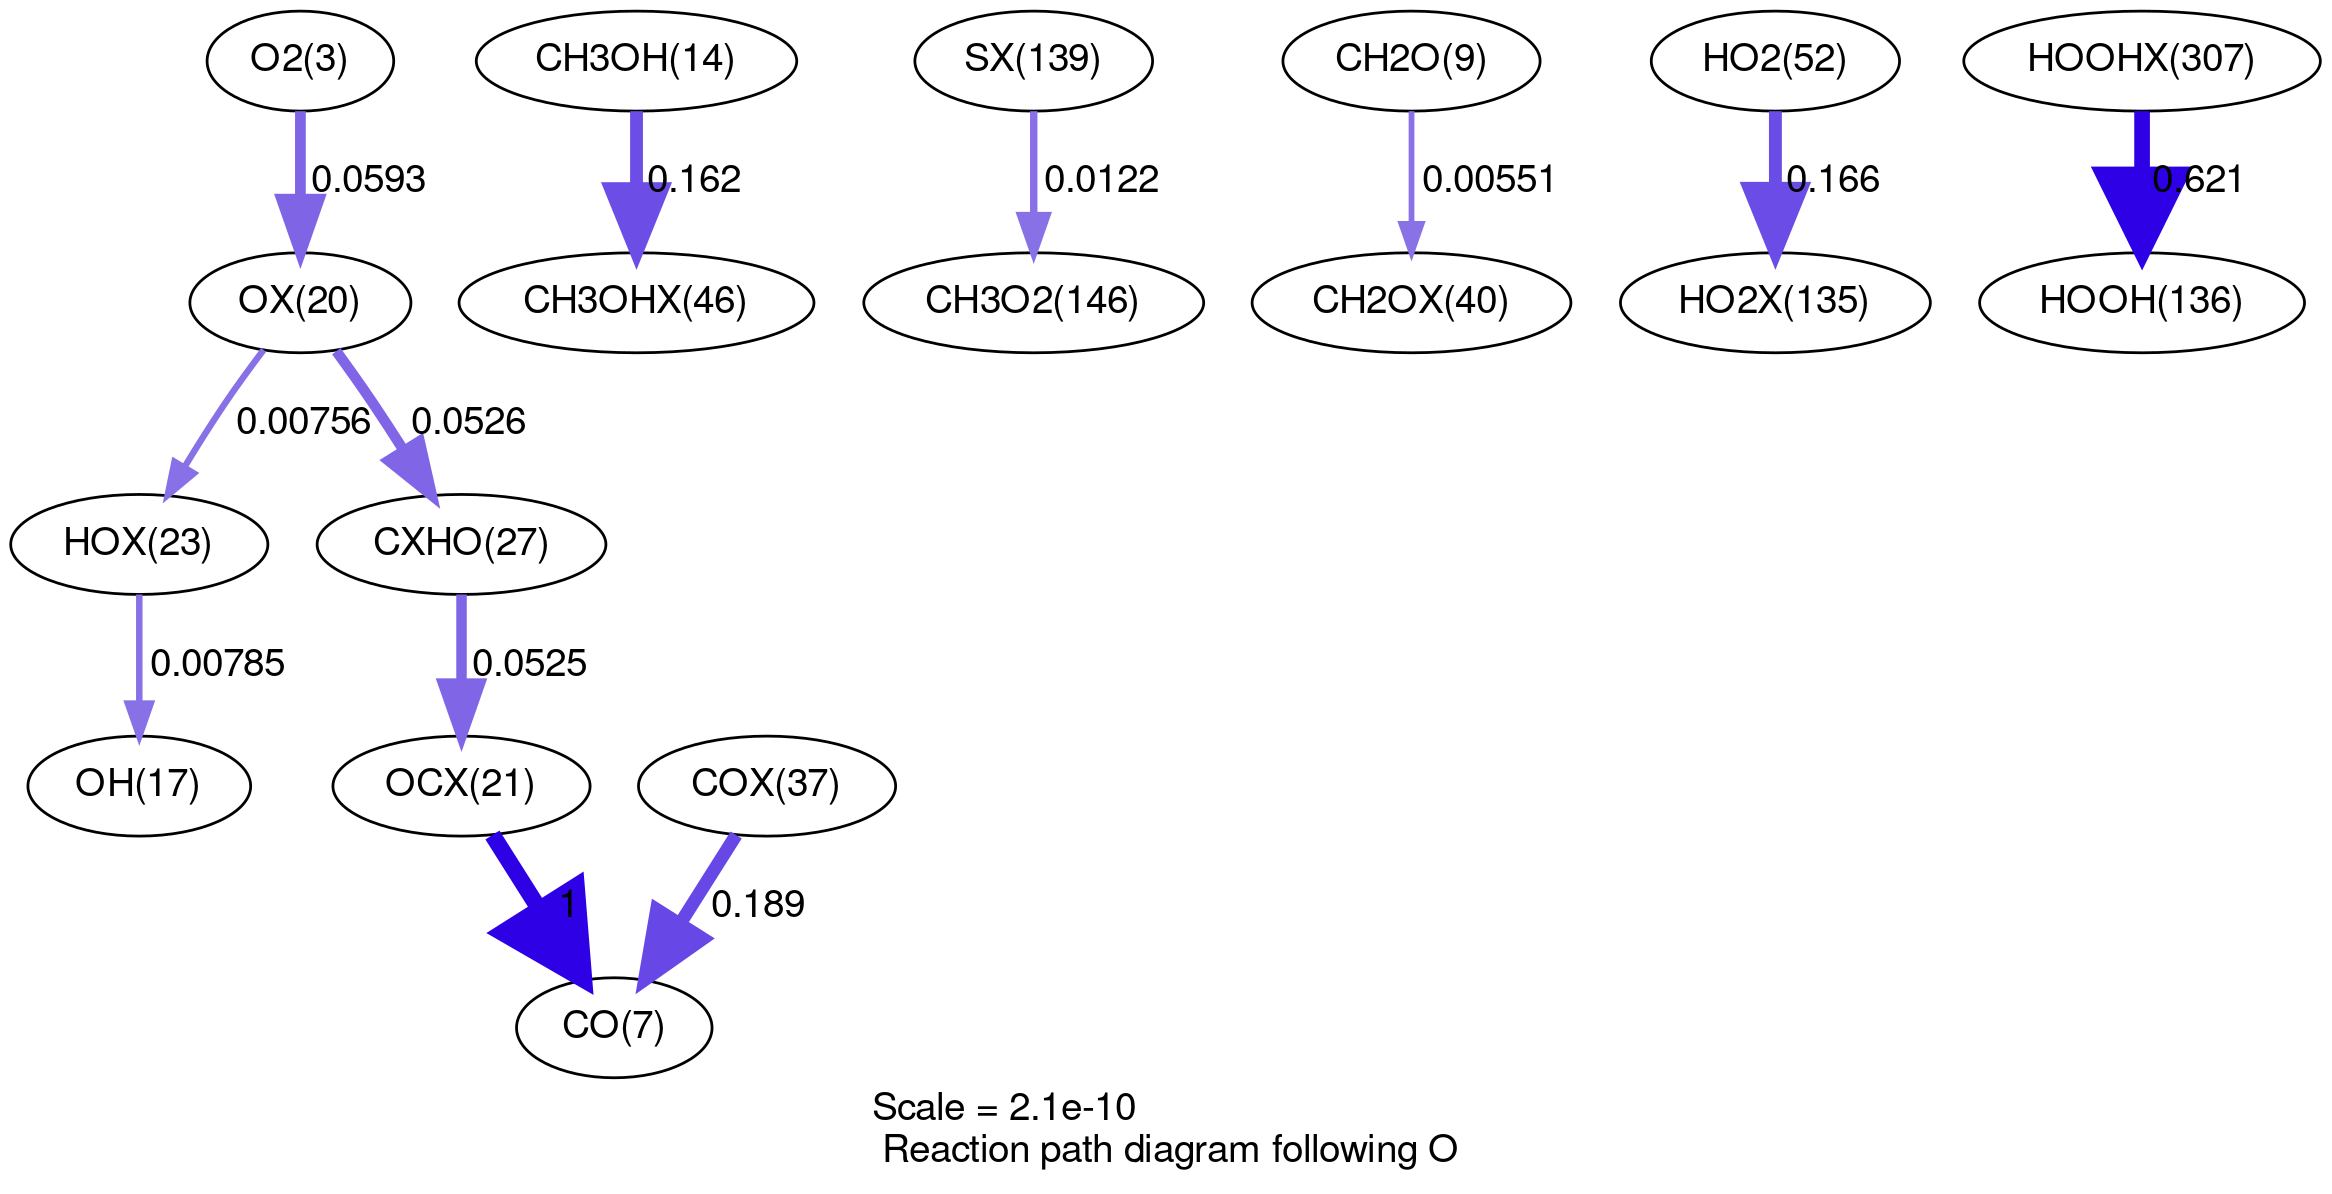 O2(3)
CH3OH(14)
SX(139)
CH2O(9)
HO2(52)
HOOHX(307)
0.0593
0.162
0.0122
0.00551
0.166
0.621
OX(20)
CH3OHX(46)
CH3O2(146)
CH2OX(40)
HO2X(135)
HOOH(136)
0.00756
0.0526
HOX(23)
CXHO(27)
0.00785
0.0525
OH(17)
OCX(21)
COX(37)
1
0.189
CO(7)
Scale = 2.1e-10
Reaction path diagram following O